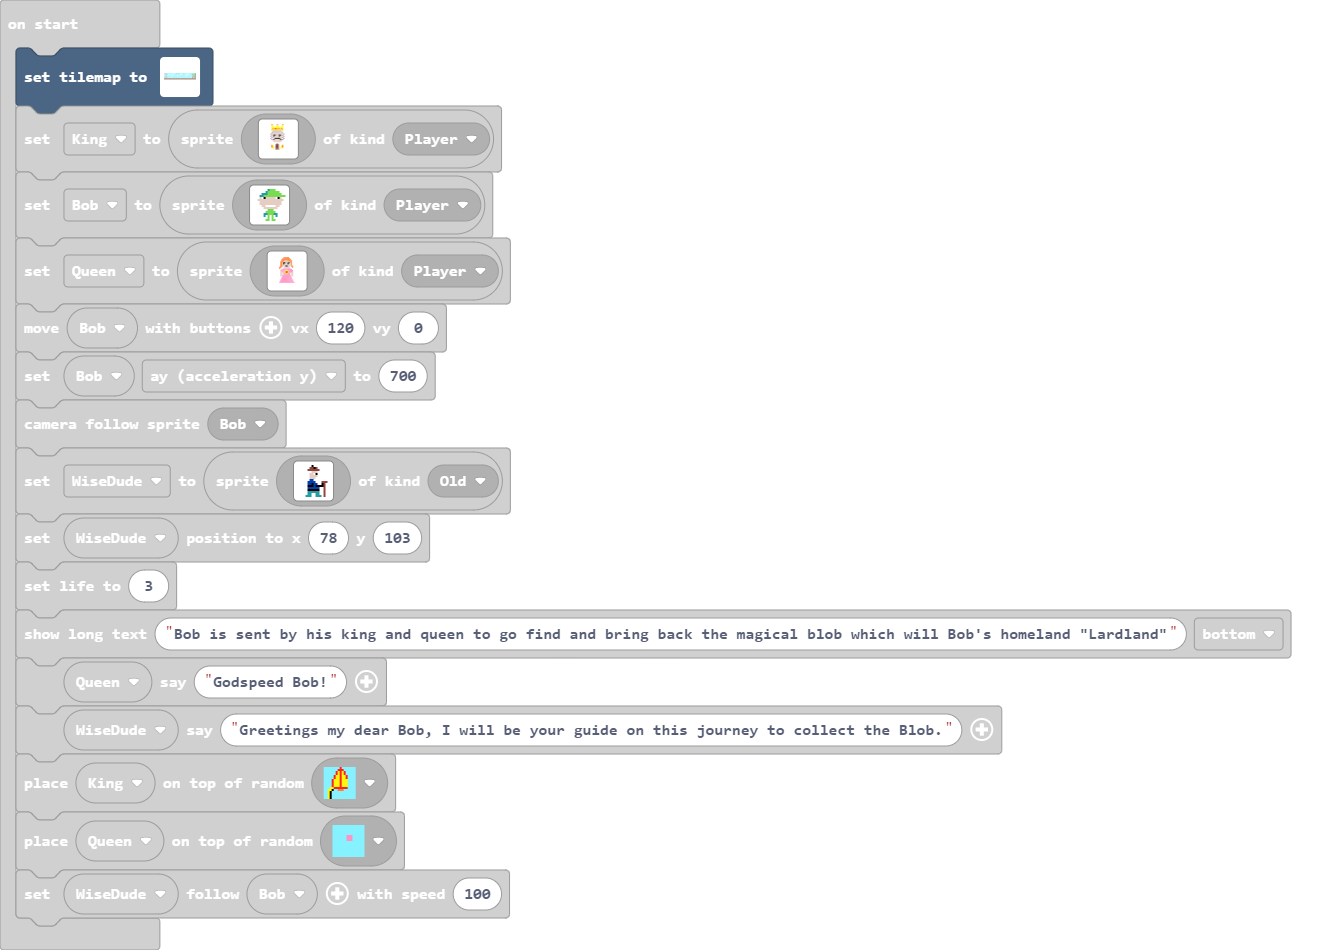 on start
set tilemap to
set King to sprite of kind Player
set Bob to sprite of kind Player
set Queen to sprite of kind Player
move Bob with buttons vx 120 vy 0
set Bob ay (acceleration y) to 700
camera follow sprite Bob
set WiseDude to sprite of kind Old
set WiseDude position to x 78 y 103
set life to 3
show long text "Bob is sent by his king and queen to go find and bring back the magical blob which will Bob's homeland "Lardland"" bottom
Queen say "Godspeed Bob!"
WiseDude say "Greetings my dear Bob, I will be your guide on this journey to collect the Blob."
place King on top of random
place Queen on top of random
set WiseDude follow Bob with speed 100